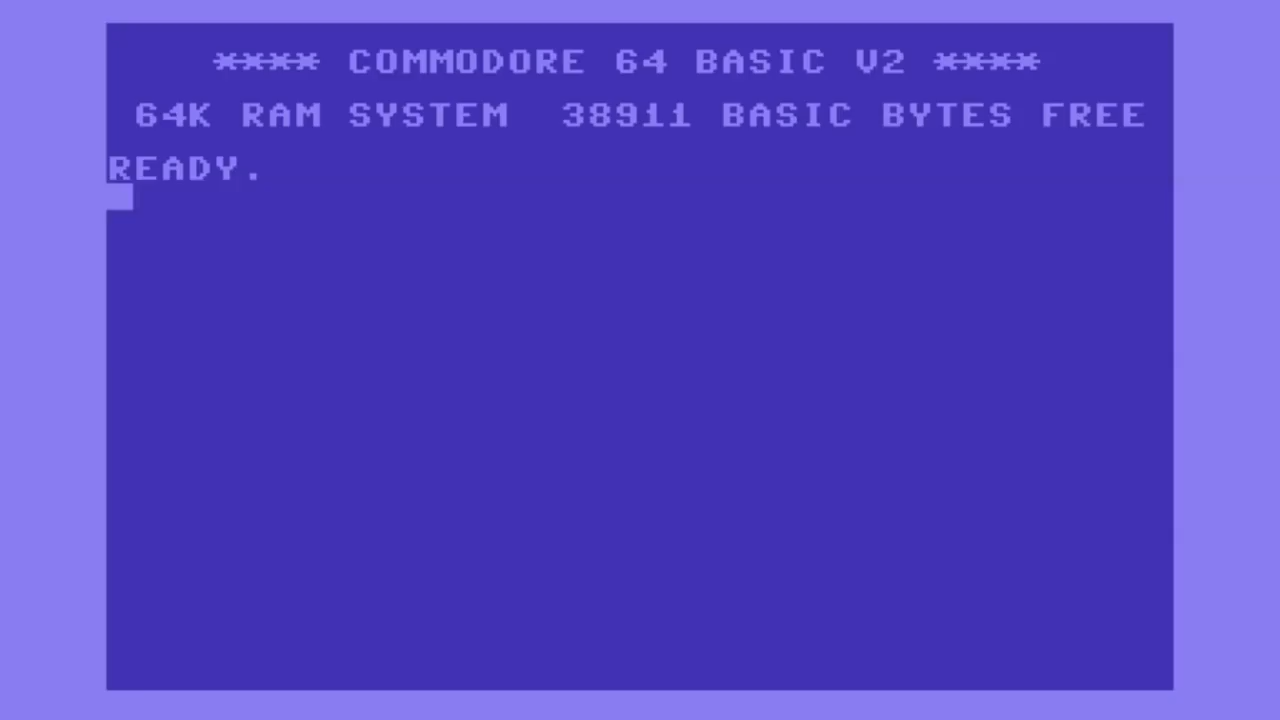 **** COMMODORE 64 BASIC V2 ****
64K RAM SYSTEM  38911 BASIC BYTES FREE
READY.